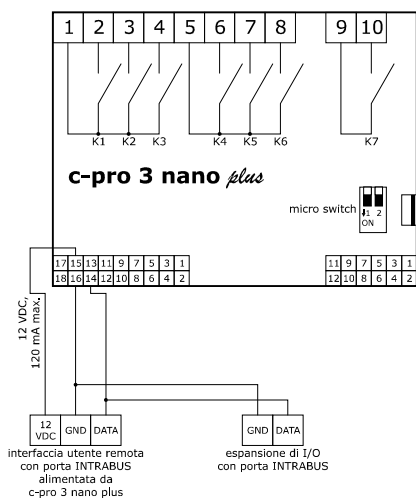 1 2 3 4 5 6 7 8 9 10
K1 K2 K3 K4 K5 K6 K7
c-pro 3 nano plus
micro switch
1 2
ON
17 15 13 11 9 7 5 3 1
18 16 14 12 10 8 6 4 2
11 9 7 5 3 1
12 10 8 6 4 2
12 VDC,
120 mA max.
12 VDC GND DATA
GND DATA
interfaccia utente remota
con porta INTRABUS
alimentata da
c-pro 3 nano plus
espansione di I/O
con porta INTRABUS